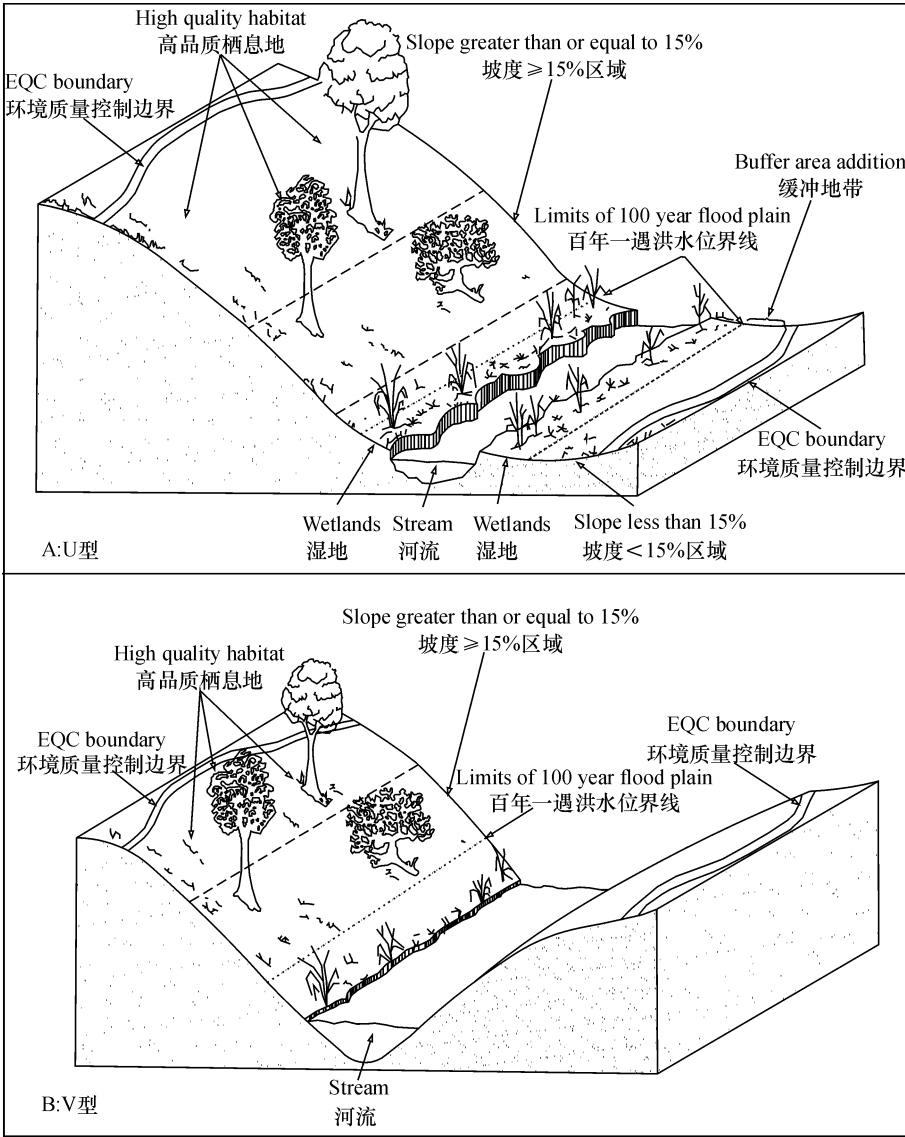 High quality habitat
高品质栖息地
Slope greater than or equal to 15%
坡度≥15%区域
EQC boundary
环境质量控制边界
Buffer area addition
缓冲地带
Limits of 100 year flood plain
百年一遇洪水位界线
EQC boundary
环境质量控制边界
Wetlands
湿地
Stream
河流
Wetlands
湿地
Slope less than 15%
坡度<15%区域
A:U型
Slope greater than or equal to 15%
坡度≥15%区域
High quality habitat
高品质栖息地
EQC boundary
环境质量控制边界
EQC boundary
环境质量控制边界
Limits of 100 year flood plain
百年一遇洪水位界线
Stream
河流
B:V型